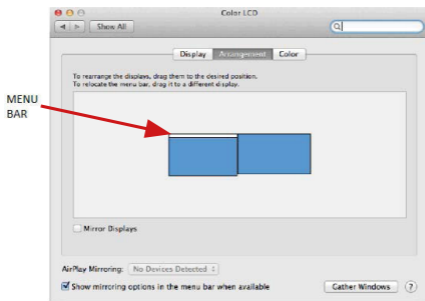 Color LCD
Show All
Display Arrangement Color
To rearrange the displays, drag them to the desired position.
To relocate the menu bar, drag it to a different display.
MENU
BAR
Mirror Displays
AirPlay Mirroring: No Devices Detected
Show mirroring options in the menu bar when available
Gather Windows ?